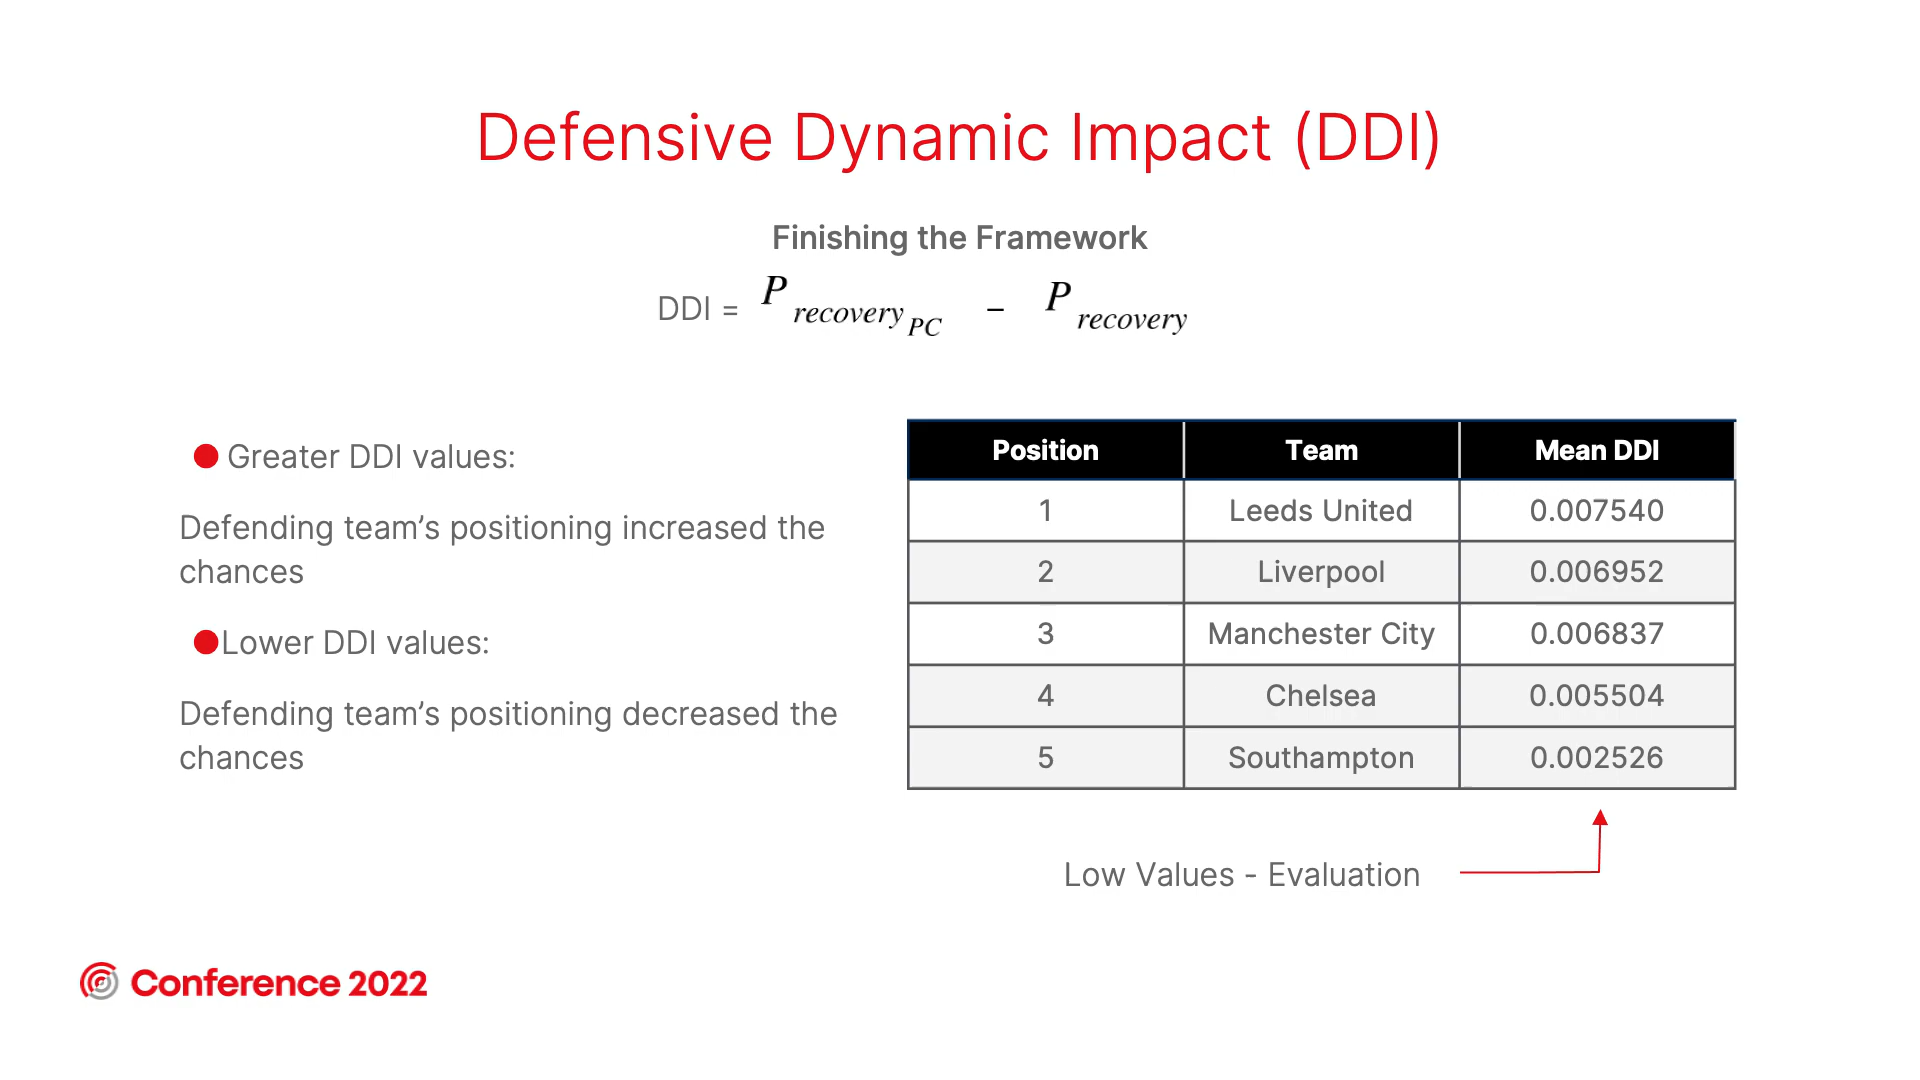 Defensive Dynamic Impact (DDI)
Finishing the Framework
DDI = P recovery PC – P recovery
● Greater DDI values:
Defending team’s positioning increased the
chances
● Lower DDI values:
Defending team’s positioning decreased the
chances
Position Team Mean DDI
1 Leeds United 0.007540
2 Liverpool 0.006952
3 Manchester City 0.006837
4 Chelsea 0.005504
5 Southampton 0.002526
Low Values - Evaluation
Conference 2022